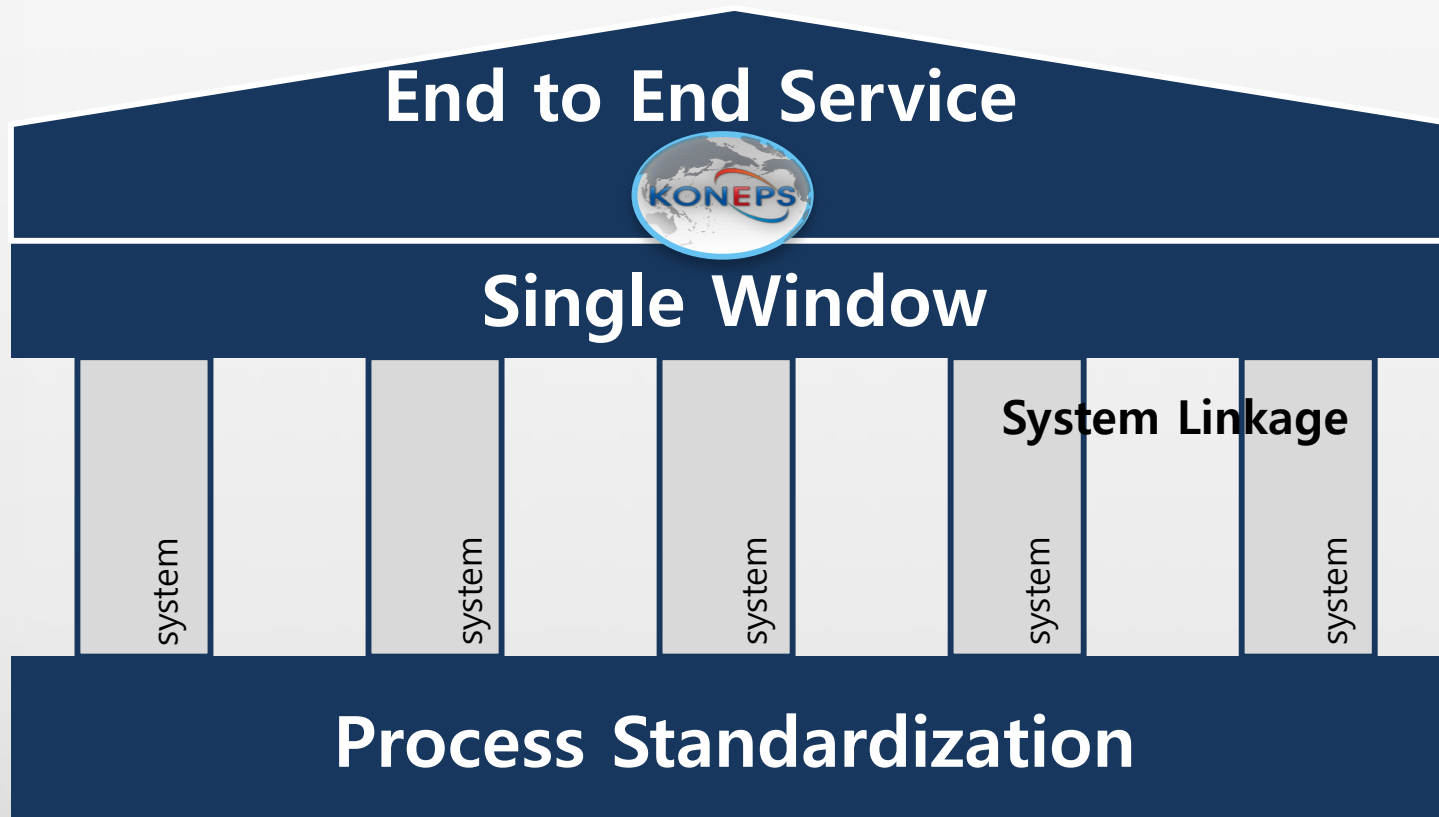 End to End Service
KONEPS
Single Window
System Linkage
system
system
system
system
system
Process Standardization